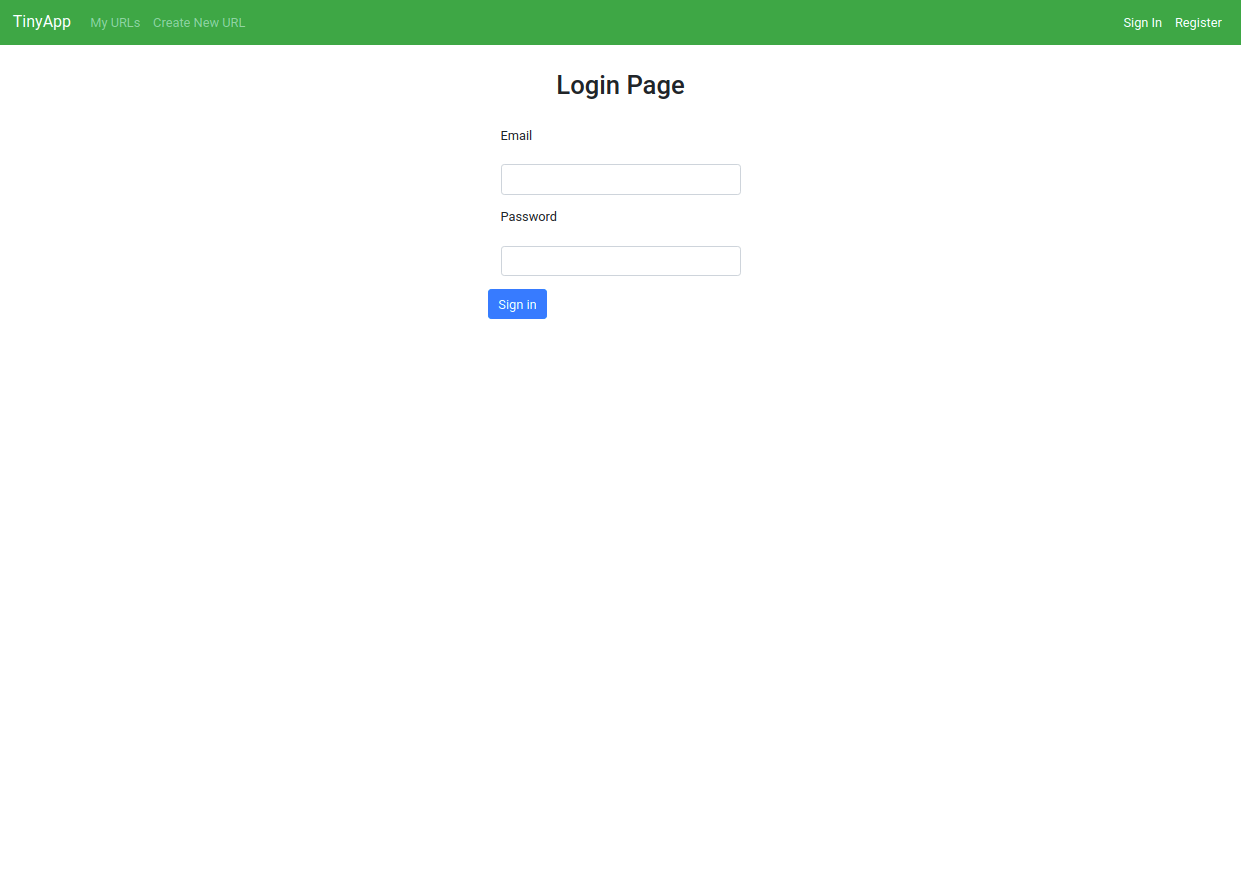 TinyApp My URLs Create New URL Sign In Register
Login Page
Email
Password
Sign in